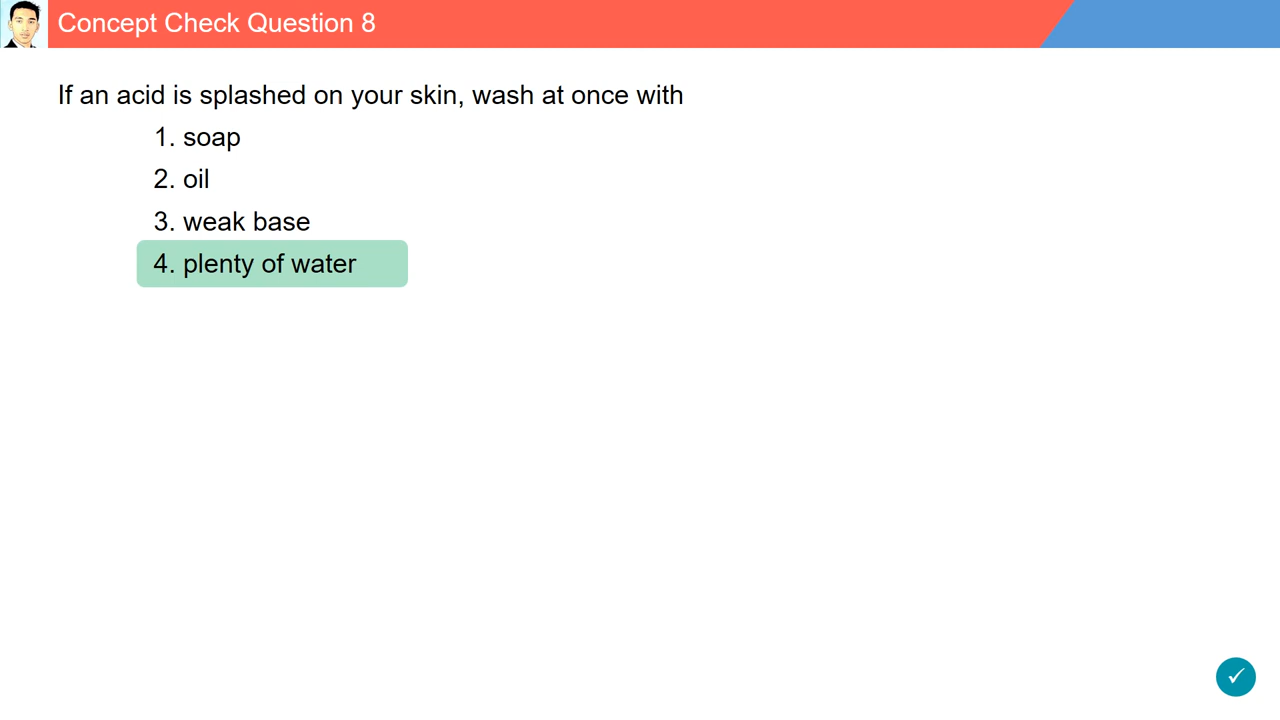 Concept Check Question 8
If an acid is splashed on your skin, wash at once with
1. soap
2. oil
3. weak base
4. plenty of water